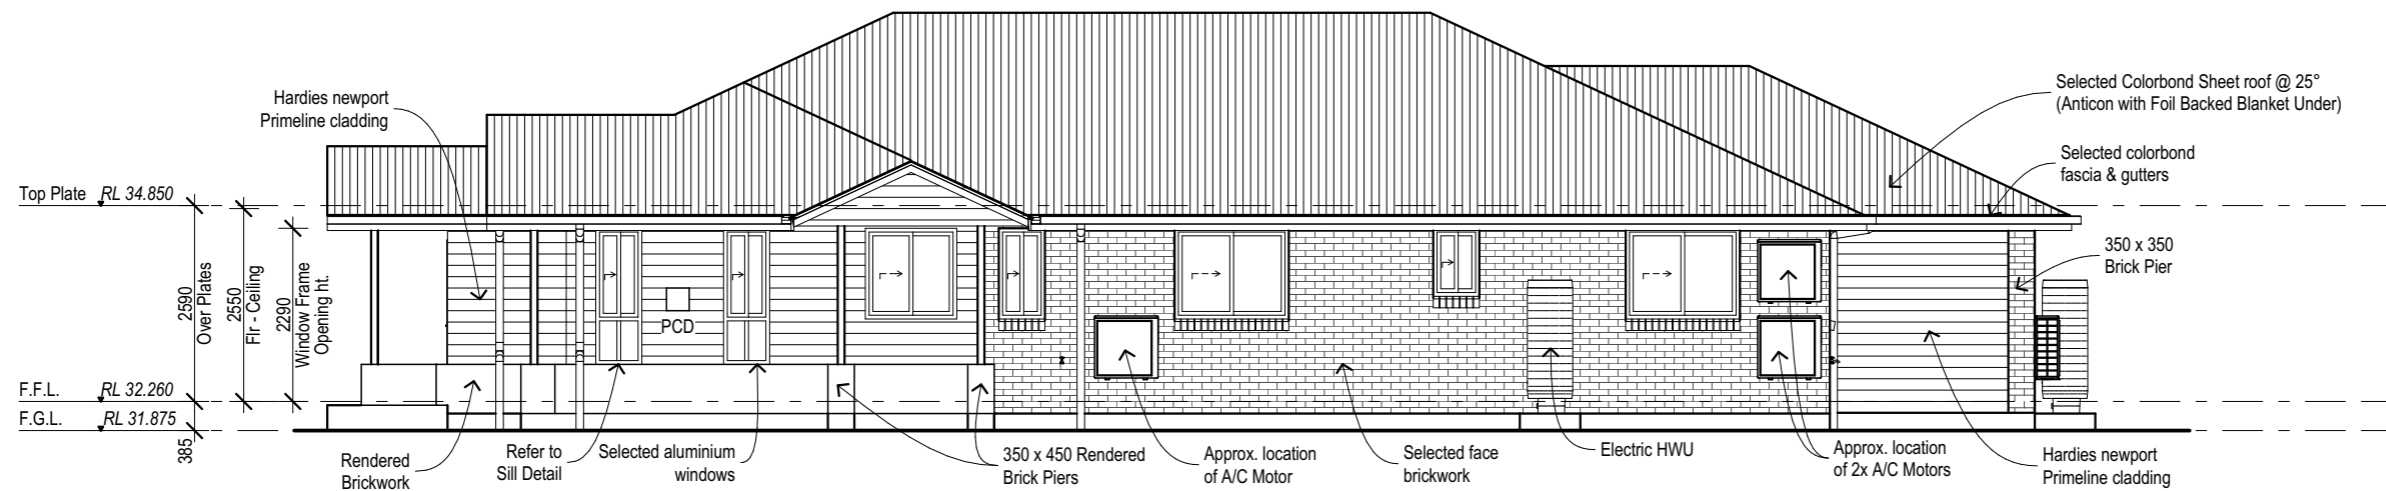 Hardies newport
Primeline cladding
Selected Colorbond Sheet roof @ 25°
(Anticon with Foil Backed Blanket Under)
Selected colorbond
fascia & gutters
Top Plate RL 34.850
350 x 350
Brick Pier
2590
Over Plates
2550
Flr - Ceiling
2290
Window Frame
Opening ht.
PCD
F.F.L. RL 32.260
F.G.L. RL 31.875
385
Rendered
Brickwork
Refer to
Sill Detail
Selected aluminium
windows
350 x 450 Rendered
Brick Piers
Approx. location
of A/C Motor
Selected face
brickwork
Electric HWU
Approx. location
of 2x A/C Motors
Hardies newport
Primeline cladding